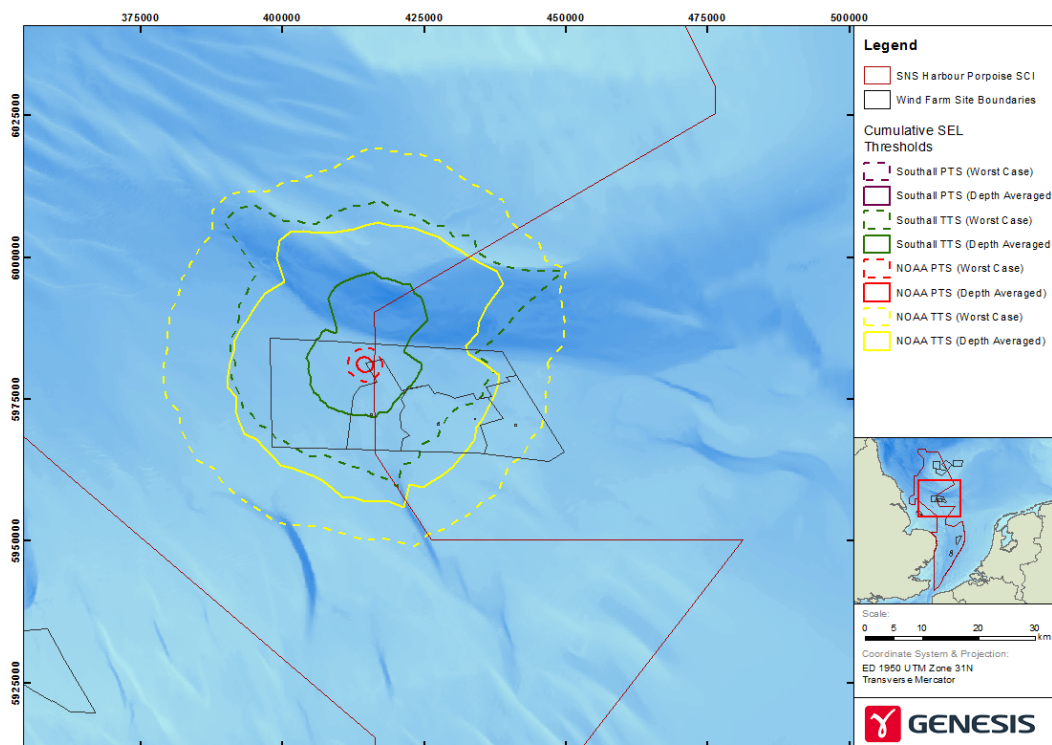 375000 400000 425000 450000 475000 500000
6025000
6000000
5975000
5950000
5925000
Legend
SNS Harbour Porpoise SCI
Wind Farm Site Boundaries
Cumulative SEL
Thresholds
Southall PTS (Worst Case)
Southall PTS (Depth Averaged)
Southall TTS (Worst Case)
Southall TTS (Depth Averaged)
NOAA PTS (Worst Case)
NOAA PTS (Depth Averaged)
NOAA TTS (Worst Case)
NOAA TTS (Depth Averaged)
Scale:
0 5 10 20 30
km
Coordinate System & Projection:
ED 1950 UTM Zone 31N
Transverse Mercator
GENESIS